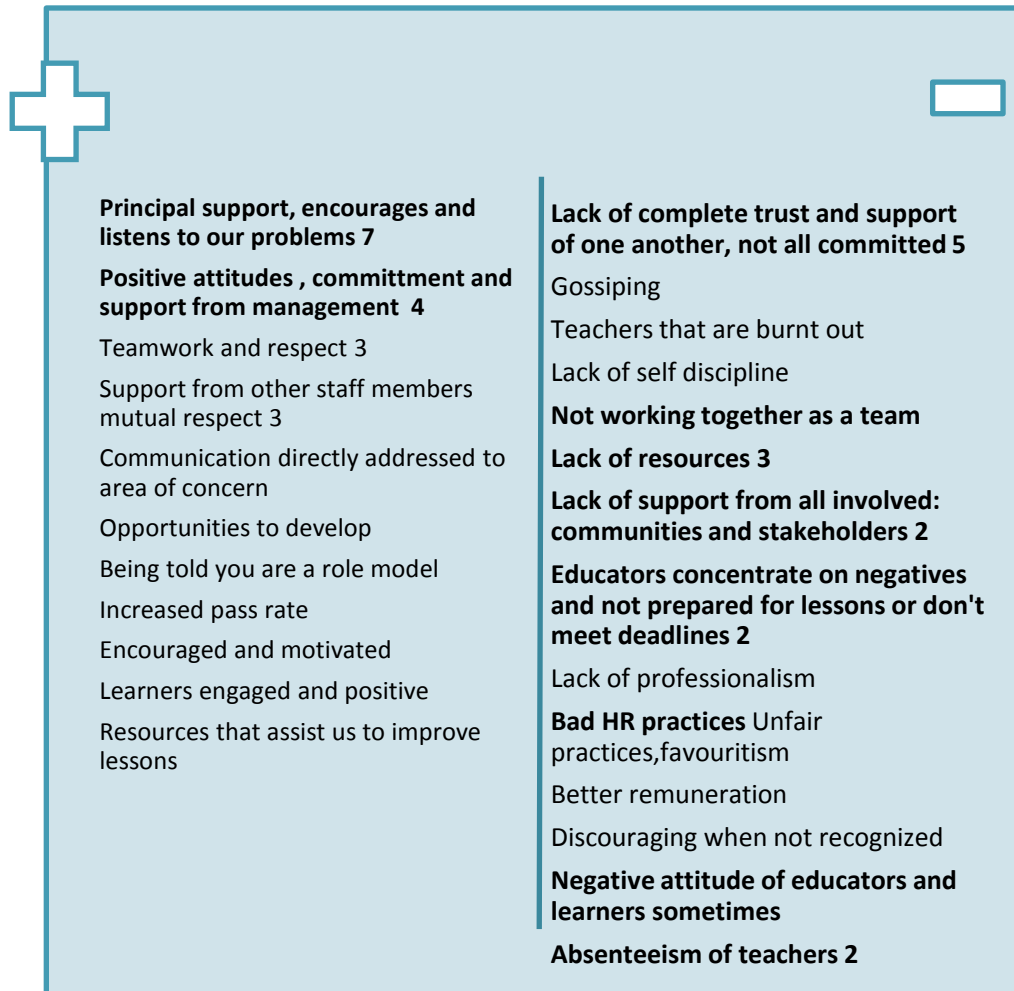 Principal support, encourages and
listens to our problems 7
Positive attitudes , committment and
support from management  4
Teamwork and respect 3
Support from other staff members
mutual respect 3
Communication directly addressed to
area of concern
Opportunities to develop
Being told you are a role model
Increased pass rate
Encouraged and motivated
Learners engaged and positive
Resources that assist us to improve
lessons
Lack of complete trust and support
of one another, not all committed 5
Gossiping
Teachers that are burnt out
Lack of self discipline
Not working together as a team
Lack of resources 3
Lack of support from all involved:
communities and stakeholders 2
Educators concentrate on negatives
and not prepared for lessons or don't
meet deadlines 2
Lack of professionalism
Bad HR practices Unfair
practices,favouritism
Better remuneration
Discouraging when not recognized
Negative attitude of educators and
learners sometimes
Absenteeism of teachers 2